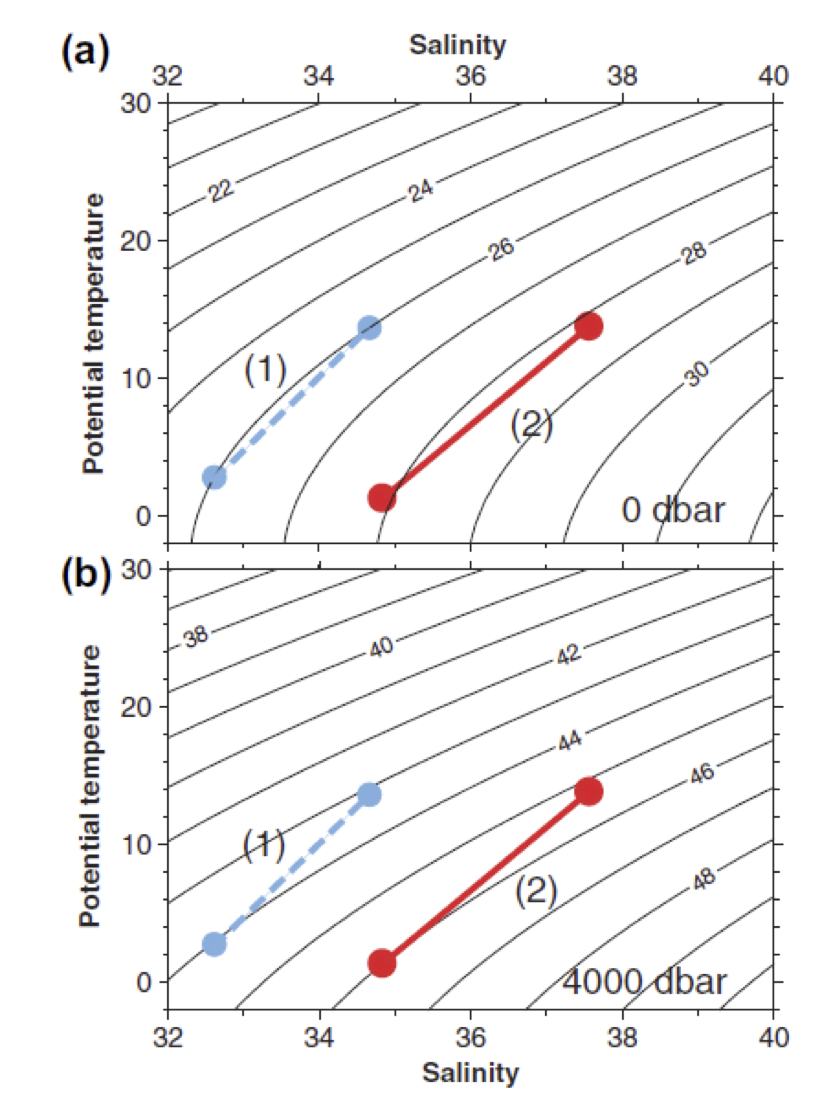 (a)
Salinity
32 34 36 38 40
Potential temperature
30
20
10
0
22
24
26
28
30
(1)
(2)
0 dbar
(b)
Potential temperature
30
20
10
0
38
40
42
44
46
48
(1)
(2)
4000 dbar
32 34 36 38 40
Salinity